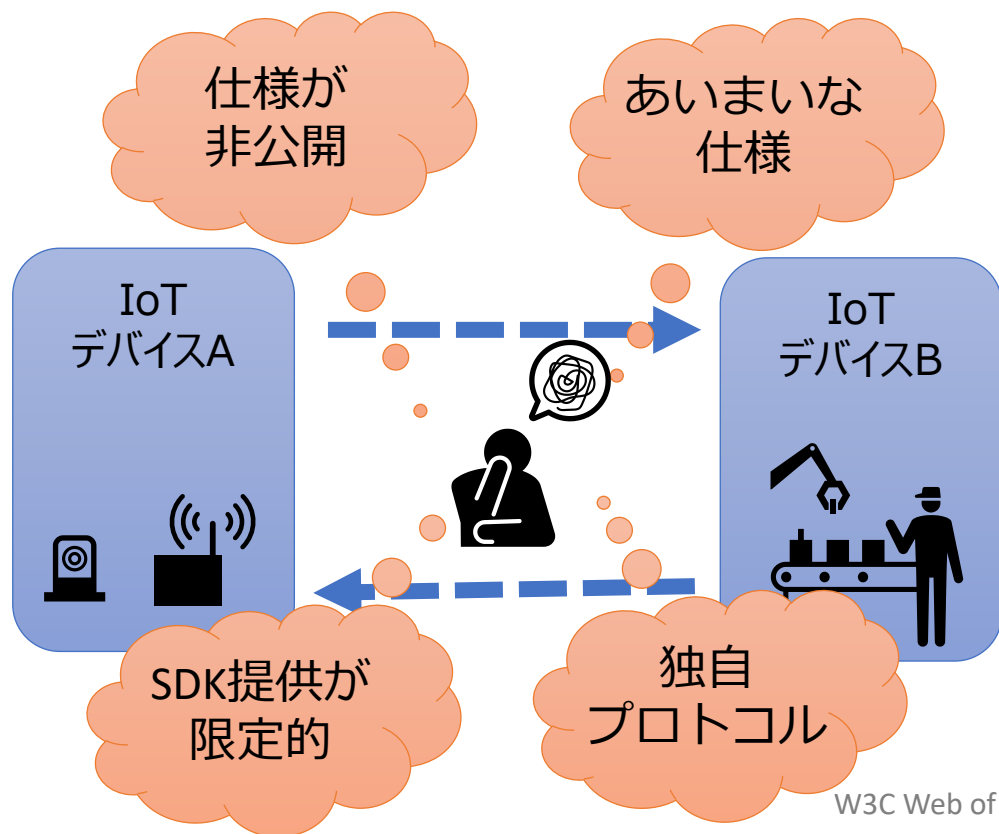 仕様が
非公開
あいまいな
仕様
IoT
デバイスA
IoT
デバイスB
SDK提供が
限定的
独自
プロトコル
W3C Web of